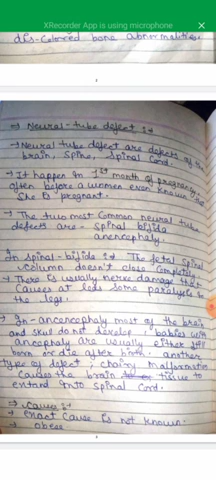 XRecorder App is using microphone
dis-colored bone abnormalities.
⇒ Neural-tube defect :→
→ Neural tube defect are defects of the
brain, spine, spinal cord.
→ It happen in 1st month of pregnancy,
often before a women even known that
she is pregnant.
→ The two most common neural tube
defects are - spinal bifida
anencephaly.
In spinal-bifida :→ The fetal spinal
column doesn't close completely.
→ There is usually nerve damage that
causes at leds some paralysis to
the legs.
→ In-anencephaly most of the brain
and skull do not develop, babies with
ancephaly are usually either still
born or die after birth. another
type of defect, chairy malformation
causes the brain tissue to
entand into spinal cord.
⇒ Cause :→
→ enact cause is not known.
→ obese